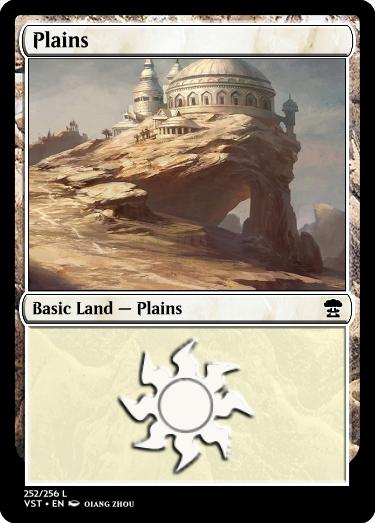 Plains
Basic Land — Plains
252/256 L
VST • EN QIANG ZHOU